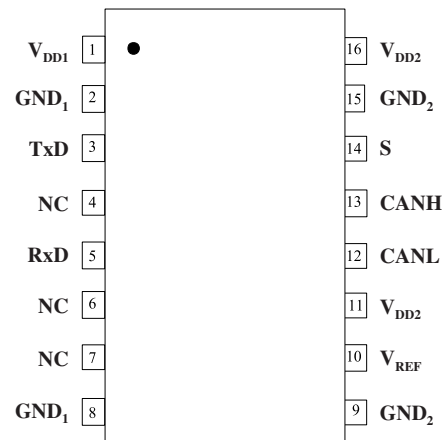 V_DD1 1 16 V_DD2
GND_1 2 15 GND_2
TxD 3 14 S
NC 4 13 CANH
RxD 5 12 CANL
NC 6 11 V_DD2
NC 7 10 V_REF
GND_1 8 9 GND_2